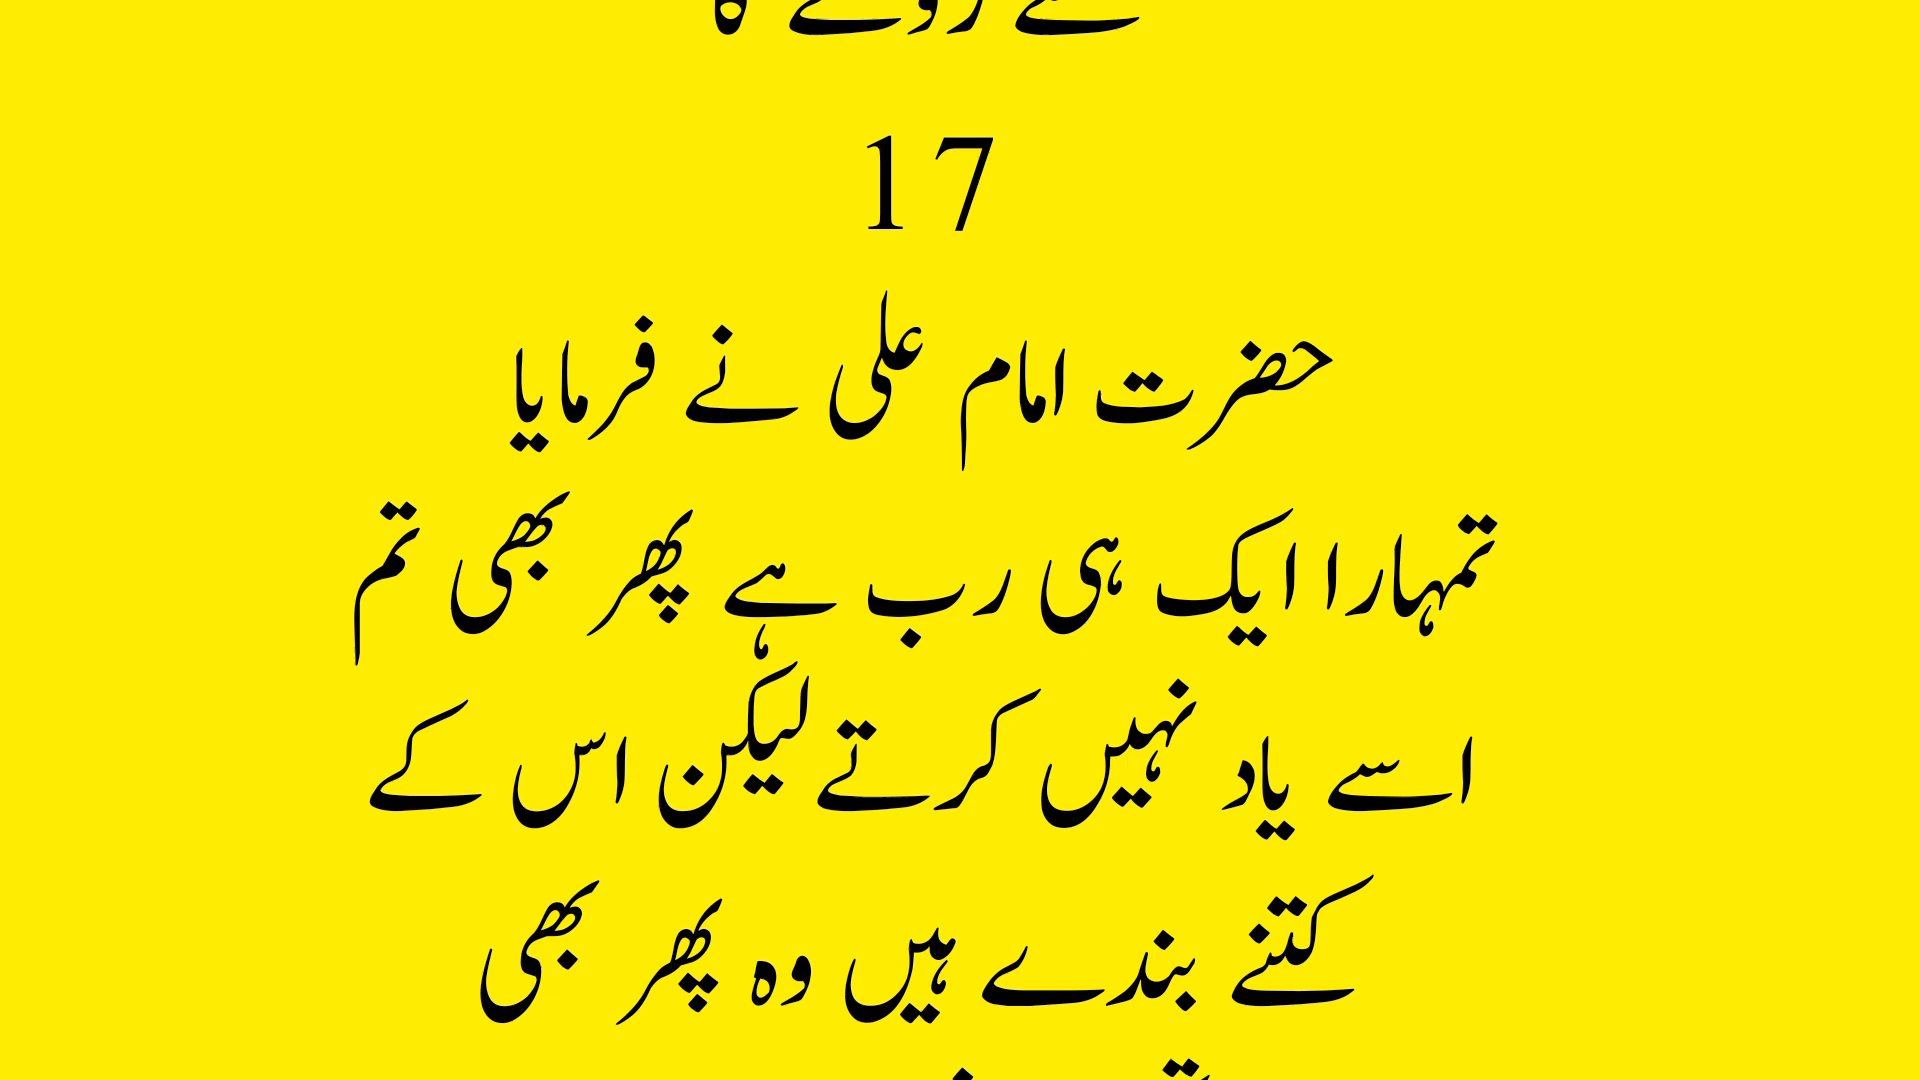 17
حضرت امام علی نے فرمایا
تمہارا ایک ہی رب ہے پھر بھی تم
اسے یاد نہیں کرتے لیکن اس کے
کتنے بندے ہیں وہ پھر بھی